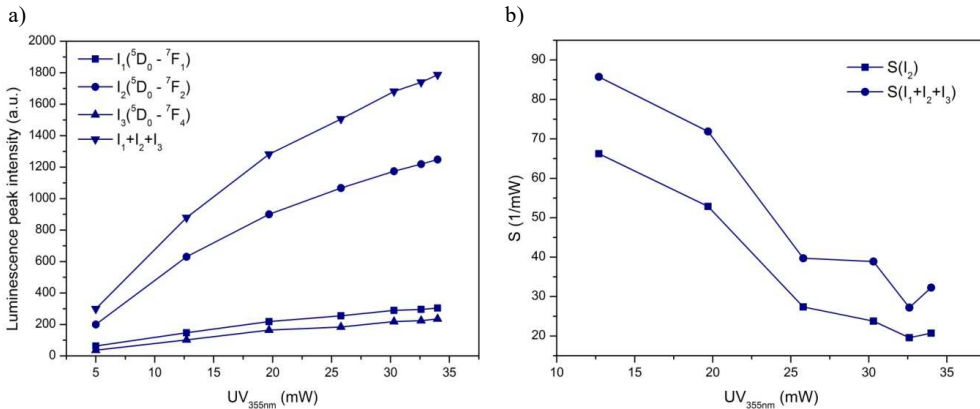 a)
2000
1800
1600
1400
1200
1000
800
600
400
200
0
Luminescence peak intensity (a.u.)
I₁(⁵D₀ - ⁷F₁)
I₂(⁵D₀ - ⁷F₂)
I₃(⁵D₀ - ⁷F₄)
I₁+I₂+I₃
5 10 15 20 25 30 35
UV₃₅₅ₙₘ (mW)
b)
90
80
70
60
50
40
30
20
S (1/mW)
S(I₂)
S(I₁+I₂+I₃)
10 15 20 25 30 35
UV₃₅₅ₙₘ (mW)